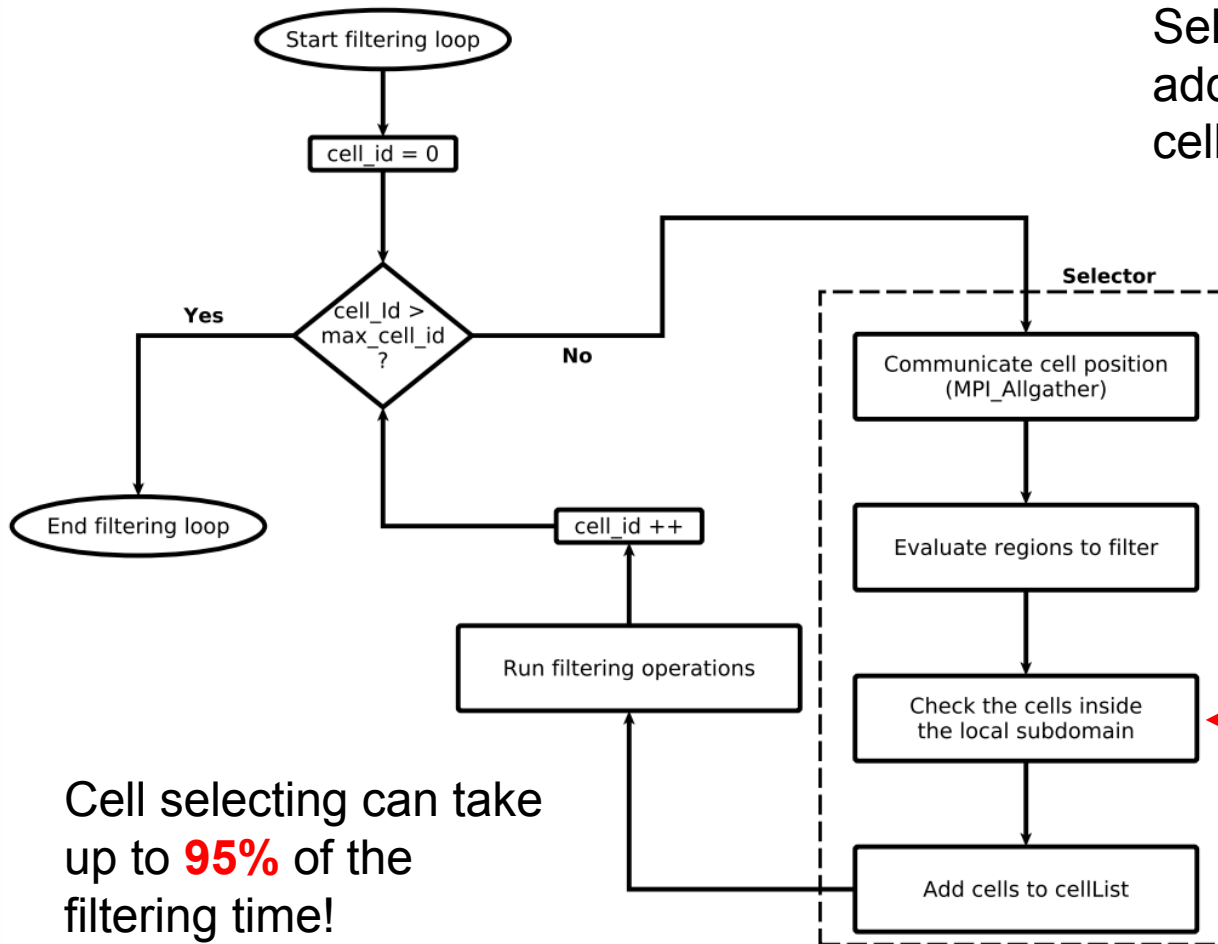 Start filtering loop
cell_id = 0
cell_Id >
max_cell_id
?
Yes
No
End filtering loop
Selector
Communicate cell position
(MPI_Allgather)
Evaluate regions to filter
Check the cells inside
the local subdomain
Add cells to cellList
Run filtering operations
cell_id ++
Cell selecting can take
up to 95% of the
filtering time!